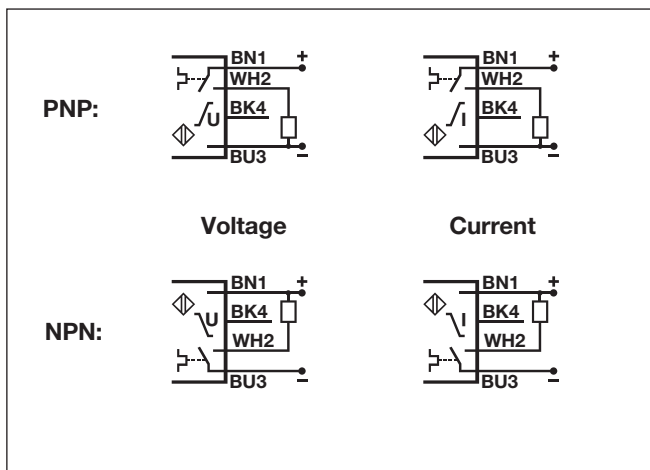 BN1 + BN1 +
WH2 WH2
PNP: U BK4 I BK4
BU3 − BU3 −
Voltage Current
BN1 + BN1 +
NPN: U BK4 I BK4
WH2 WH2
BU3 − BU3 −